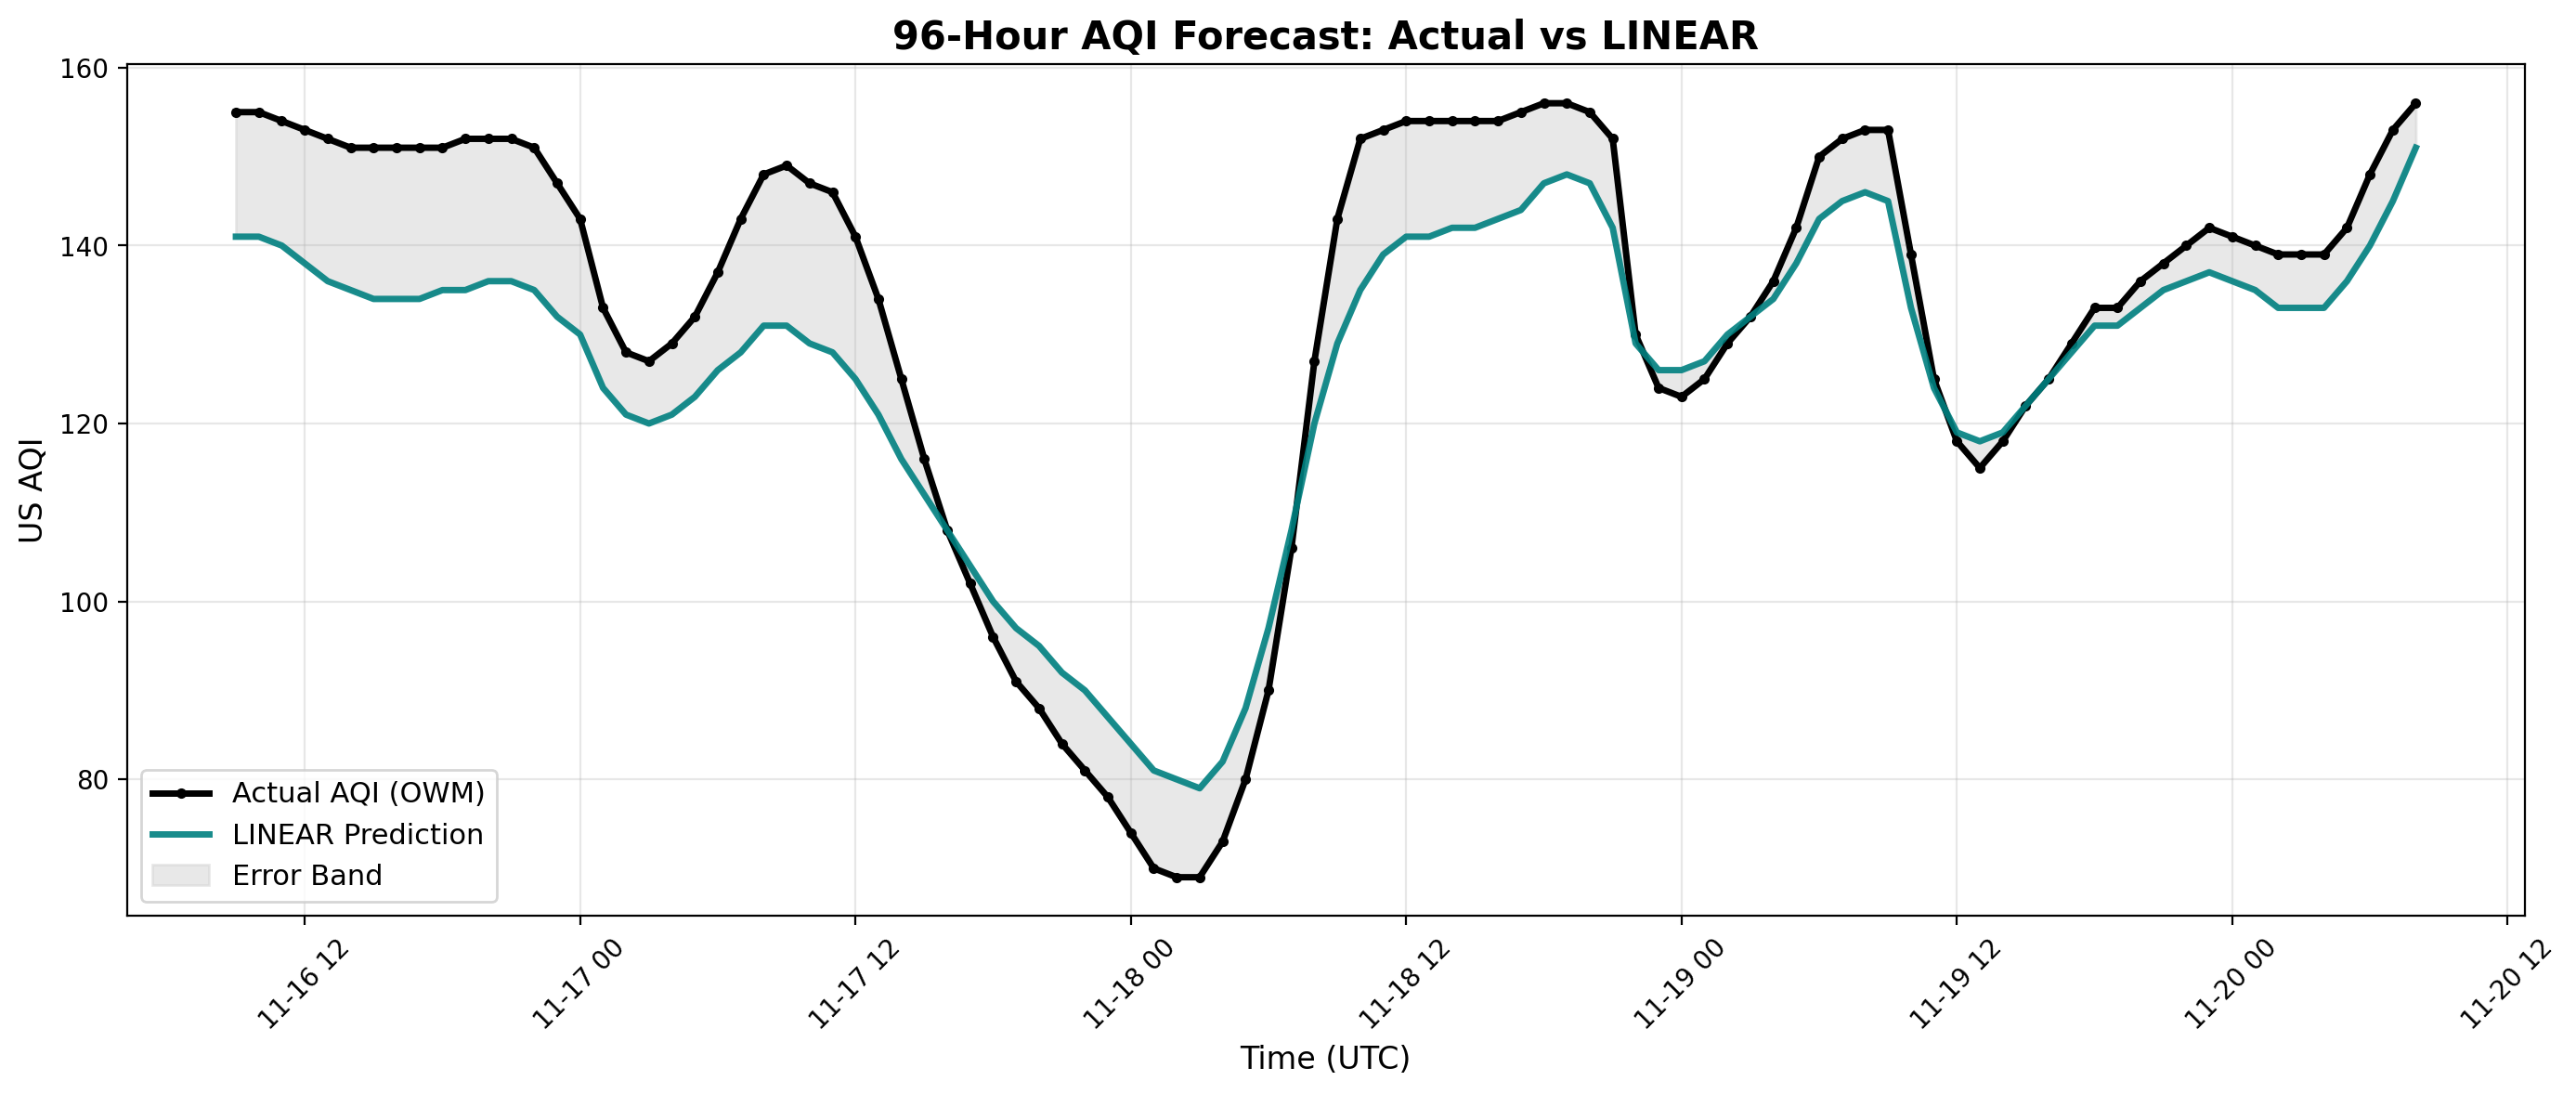 96-Hour AQI Forecast: Actual vs LINEAR
160
140
120
100
80
US AQI
Actual AQI (OWM)
LINEAR Prediction
Error Band
11-16 12
11-17 00
11-17 12
11-18 00
11-18 12
11-19 00
11-19 12
11-20 00
11-20 12
Time (UTC)